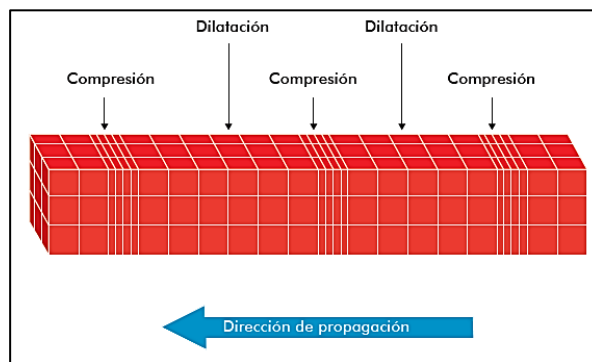 Dilatación Dilatación
Compresión Compresión Compresión
Dirección de propagación